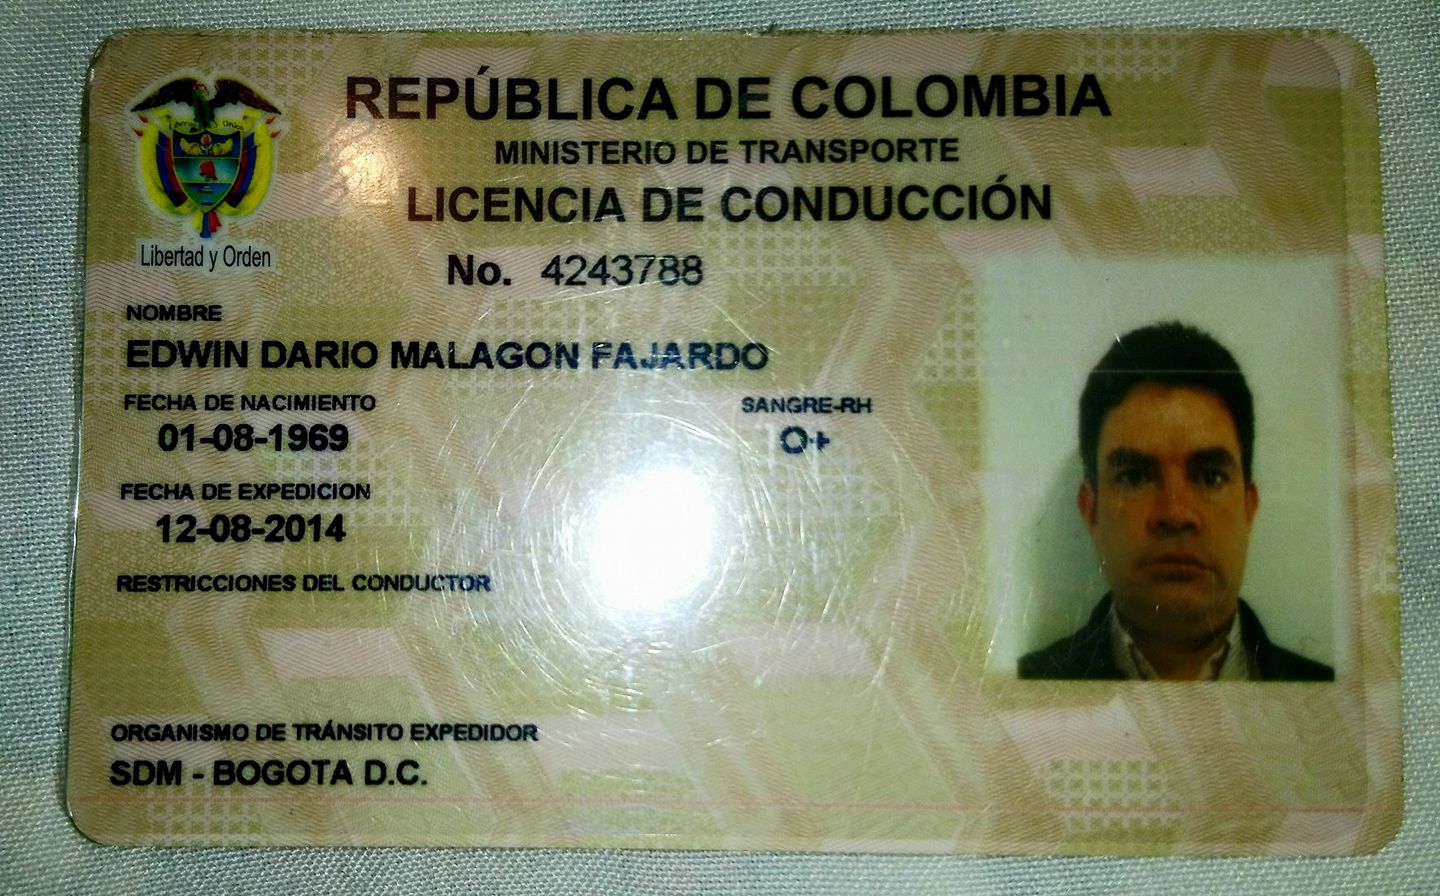 REPÚBLICA DE COLOMBIA
MINISTERIO DE TRANSPORTE
LICENCIA DE CONDUCCIÓN
Libertad y Orden
No. 4243788
NOMBRE
EDWIN DARIO MALAGON FAJARDO
FECHA DE NACIMIENTO
01-08-1969
SANGRE-RH
O+
FECHA DE EXPEDICION
12-08-2014
RESTRICCIONES DEL CONDUCTOR
ORGANISMO DE TRÁNSITO EXPEDIDOR
SDM - BOGOTA D.C.